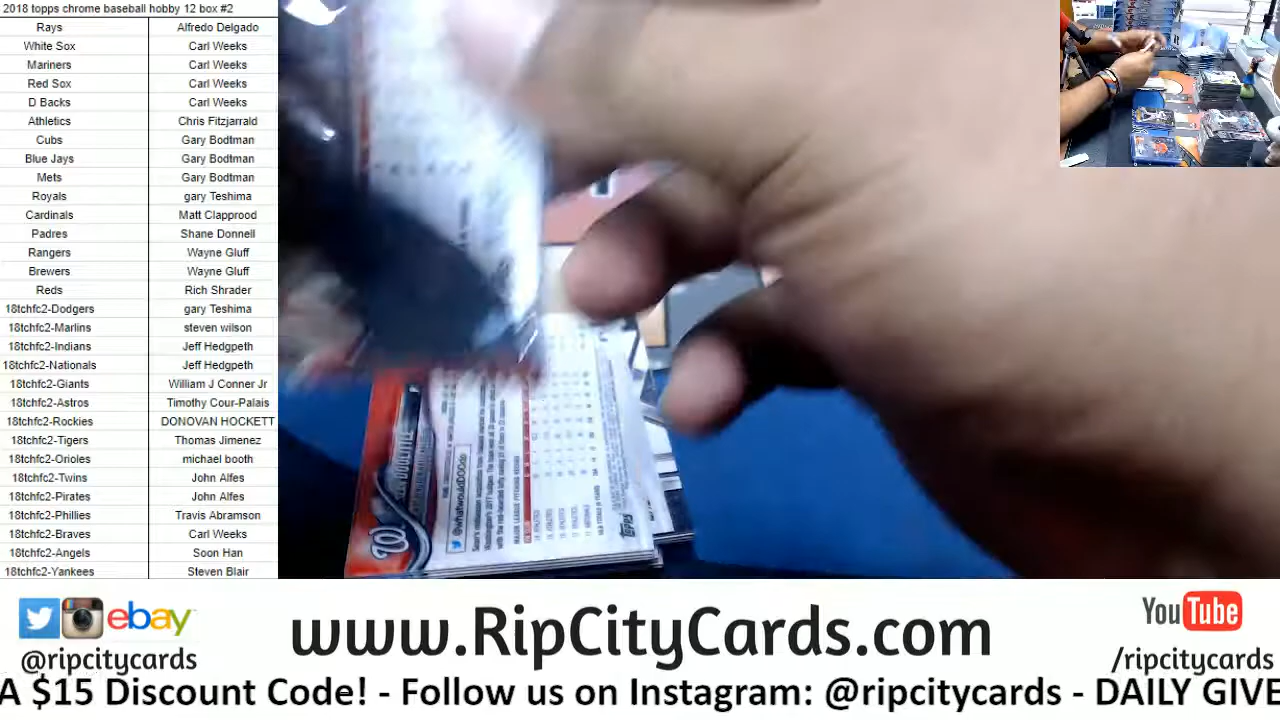 2018 topps chrome baseball hobby 12 box #2
Rays Alfredo Delgado
White Sox Carl Weeks
Mariners Carl Weeks
Red Sox Carl Weeks
D Backs Carl Weeks
Athletics Chris Fitzjarrald
Cubs Gary Bodtman
Blue Jays Gary Bodtman
Mets Gary Bodtman
Royals gary Teshima
Cardinals Matt Clapprood
Padres Shane Donnell
Rangers Wayne Gluff
Brewers Wayne Gluff
Reds Rich Shrader
18tchfc2-Dodgers gary Teshima
18tchfc2-Marlins steven wilson
18tchfc2-Indians Jeff Hedgpeth
18tchfc2-Nationals Jeff Hedgpeth
18tchfc2-Giants William J Conner Jr
18tchfc2-Astros Timothy Cour-Palais
18tchfc2-Rockies DONOVAN HOCKETT
18tchfc2-Tigers Thomas Jimenez
18tchfc2-Orioles michael booth
18tchfc2-Twins John Alfes
18tchfc2-Pirates John Alfes
18tchfc2-Phillies Travis Abramson
18tchfc2-Braves Carl Weeks
18tchfc2-Angels Soon Han
18tchfc2-Yankees Steven Blair
DOOLITTLE
@whatwouldDOOdo
MAJOR LEAGUE PITCHING RECORD
TOPPS
W
ebay
@ripcitycards
www.RipCityCards.com
YouTube
/ripcitycards
A $15 Discount Code! - Follow us on Instagram: @ripcitycards - DAILY GIVE